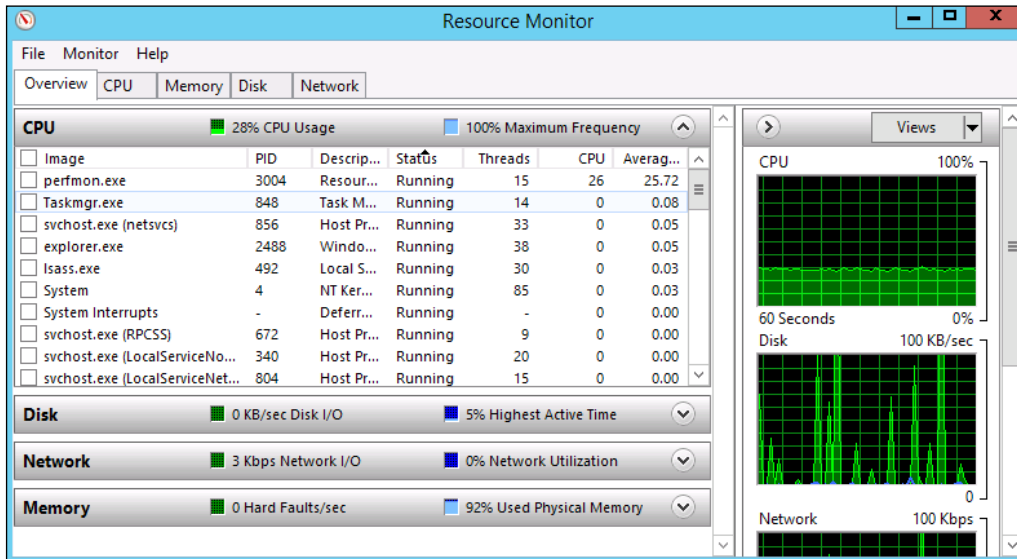 Resource Monitor
File Monitor Help
Overview CPU Memory Disk Network
CPU 28% CPU Usage 100% Maximum Frequency
Image PID Descrip... Status Threads CPU Averag...
perfmon.exe 3004 Resour... Running 15 26 25.72
Taskmgr.exe 848 Task M... Running 14 0 0.08
svchost.exe (netsvcs) 856 Host Pr... Running 33 0 0.05
explorer.exe 2488 Windo... Running 38 0 0.05
lsass.exe 492 Local S... Running 30 0 0.03
System 4 NT Ker... Running 85 0 0.03
System Interrupts - Deferr... Running - 0 0.00
svchost.exe (RPCSS) 672 Host Pr... Running 9 0 0.00
svchost.exe (LocalServiceNo... 340 Host Pr... Running 20 0 0.00
svchost.exe (LocalServiceNet... 804 Host Pr... Running 15 0 0.00
Disk 0 KB/sec Disk I/O 5% Highest Active Time
Network 3 Kbps Network I/O 0% Network Utilization
Memory 0 Hard Faults/sec 92% Used Physical Memory
Views
CPU 100%
60 Seconds 0%
Disk 100 KB/sec
0
Network 100 Kbps